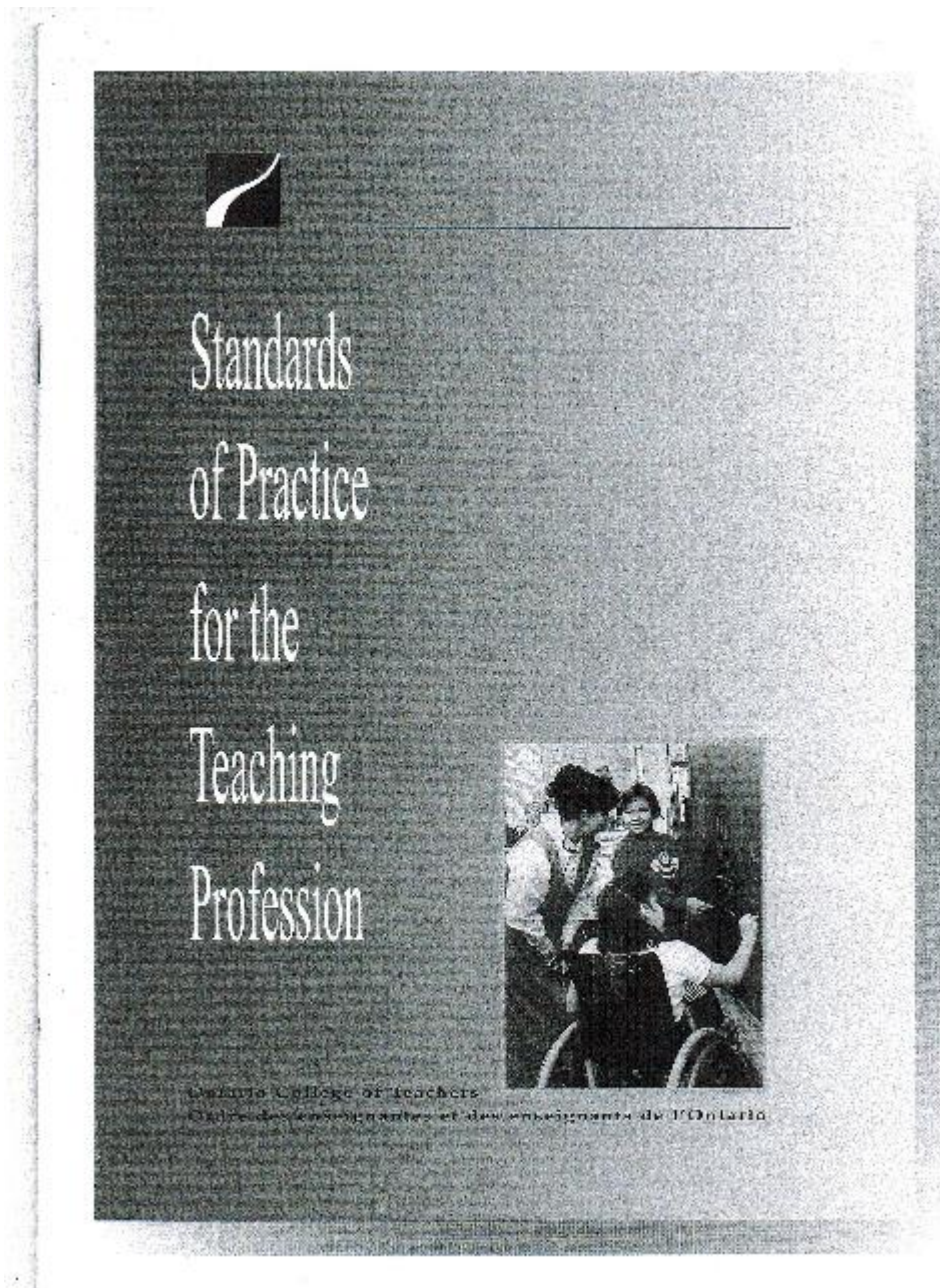 Standards
of Practice
for the
Teaching
Profession
Ontario College of Teachers
Ordre des enseignantes et des enseignants de l'Ontario